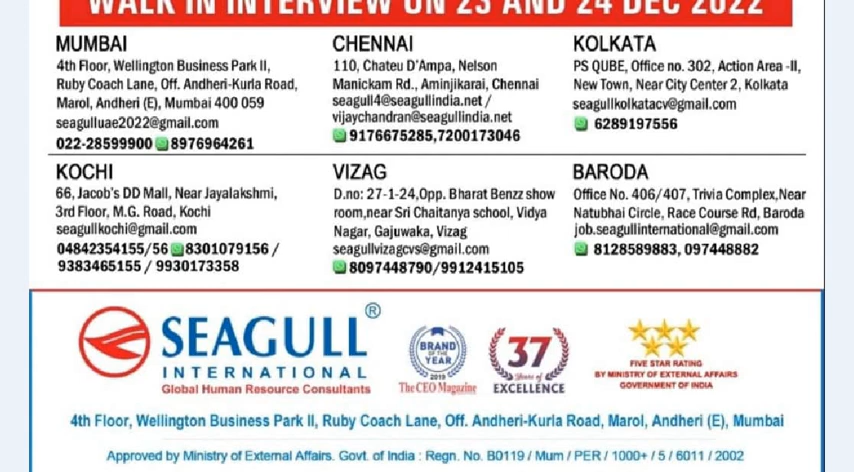 WALK IN INTERVIEW ON 23 AND 24 DEC 2022
MUMBAI
4th Floor, Wellington Business Park II,
Ruby Coach Lane, Off. Andheri-Kurla Road,
Marol, Andheri (E), Mumbai 400 059
seagulluae2022@gmail.com
022-28599900 8976964261
CHENNAI
110, Chateu D'Ampa, Nelson
Manickam Rd., Aminjikarai, Chennai
seagull4@seagullindia.net /
vijaychandran@seagullindia.net
9176675285,7200173046
KOLKATA
PS QUBE, Office no. 302, Action Area -II,
New Town, Near City Center 2, Kolkata
seagullkolkatacv@gmail.com
6289197556
KOCHI
66, Jacob's DD Mall, Near Jayalakshmi,
3rd Floor, M.G. Road, Kochi
seagullkochi@gmail.com
04842354155/56 8301079156 /
9383465155 / 9930173358
VIZAG
D.no: 27-1-24,Opp. Bharat Benzz show
room,near Sri Chaitanya school, Vidya
Nagar, Gajuwaka, Vizag
seagullvizagcvs@gmail.com
8097448790/9912415105
BARODA
Office No. 406/407, Trivia Complex,Near
Natubhai Circle, Race Course Rd, Baroda
job.seagullinternational@gmail.com
8128589883, 097448882
SEAGULL®
INTERNATIONAL
Global Human Resource Consultants
BRAND
OF THE
YEAR
2019
The CEO Magazine
37
Years of
EXCELLENCE
FIVE STAR RATING
BY MINISTRY OF EXTERNAL AFFAIRS
GOVERNMENT OF INDIA
4th Floor, Wellington Business Park II, Ruby Coach Lane, Off. Andheri-Kurla Road, Marol, Andheri (E), Mumbai
Approved by Ministry of External Affairs. Govt. of India : Regn. No. B0119 / Mum / PER / 1000+ / 5 / 6011 / 2002